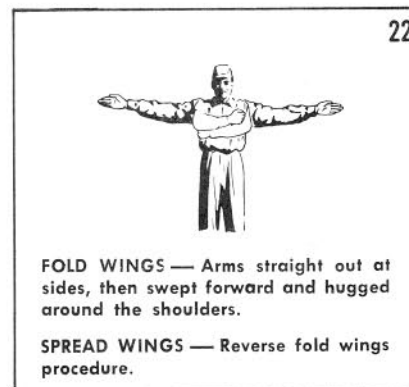 22
FOLD WINGS — Arms straight out at
sides, then swept forward and hugged
around the shoulders.
SPREAD WINGS — Reverse fold wings
procedure.